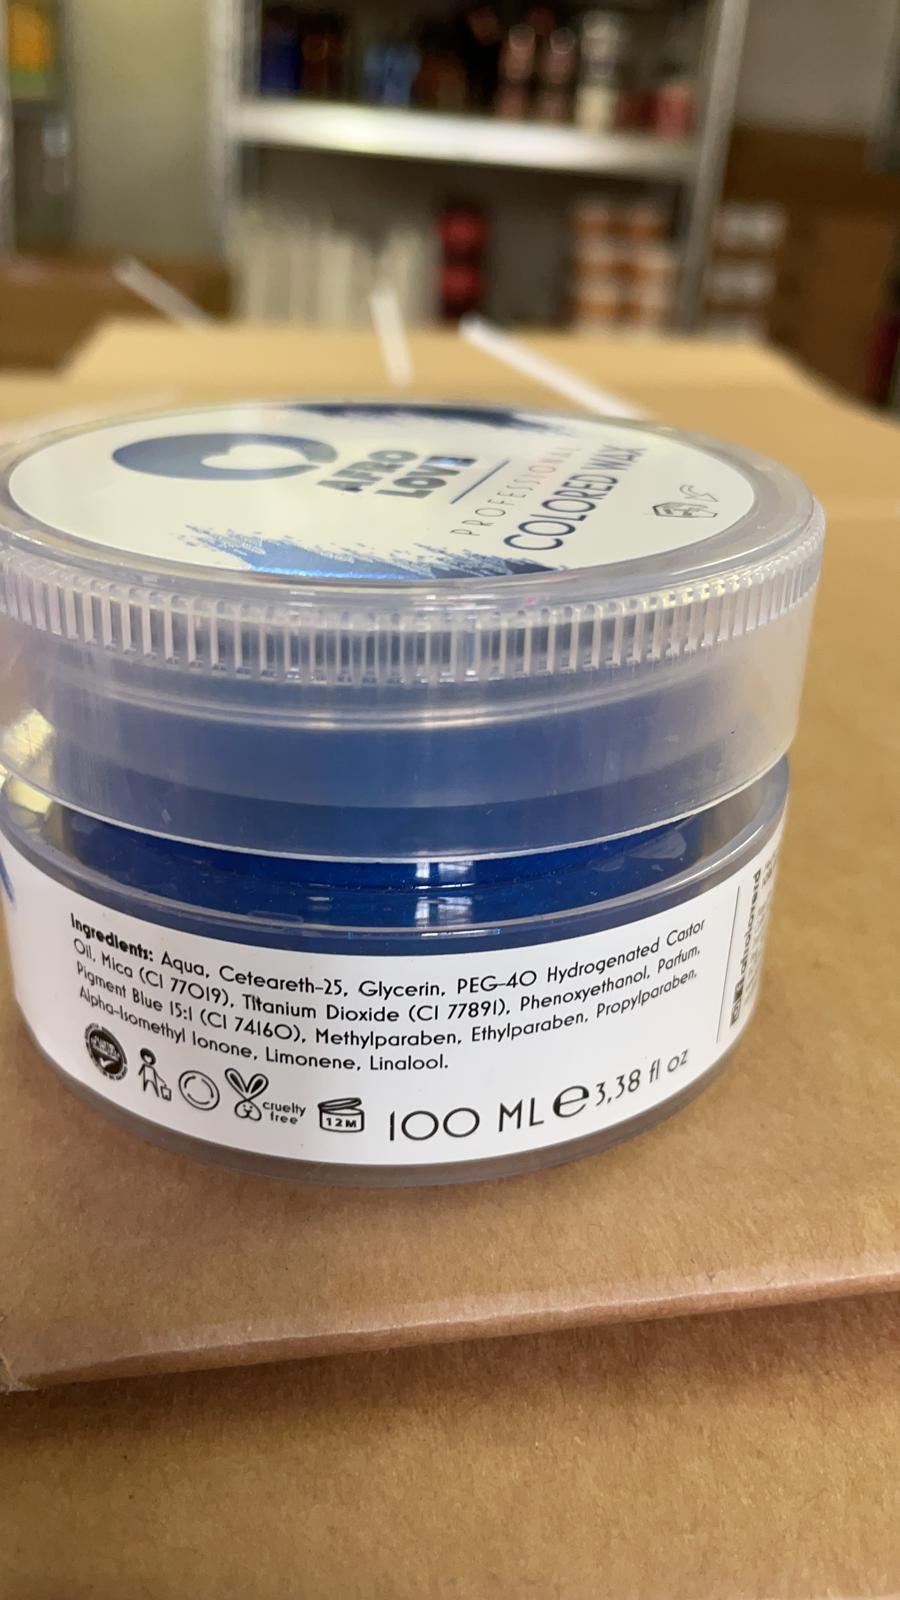 AFRO
LOVE
PROFESSIONAL
COLORED WAX
Ingredients: Aqua, Ceteareth-25, Glycerin, PEG-40 Hydrogenated Castor
Oil, Mica (CI 77019), Titanium Dioxide (CI 77891), Phenoxyethanol, Parfum,
Pigment Blue 15:1 (CI 74160), Methylparaben, Ethylparaben, Propylparaben,
Alpha-Isomethyl Ionone, Limonene, Linalool.
cruelty
free
12M
100 ML e 3,38 fl oz